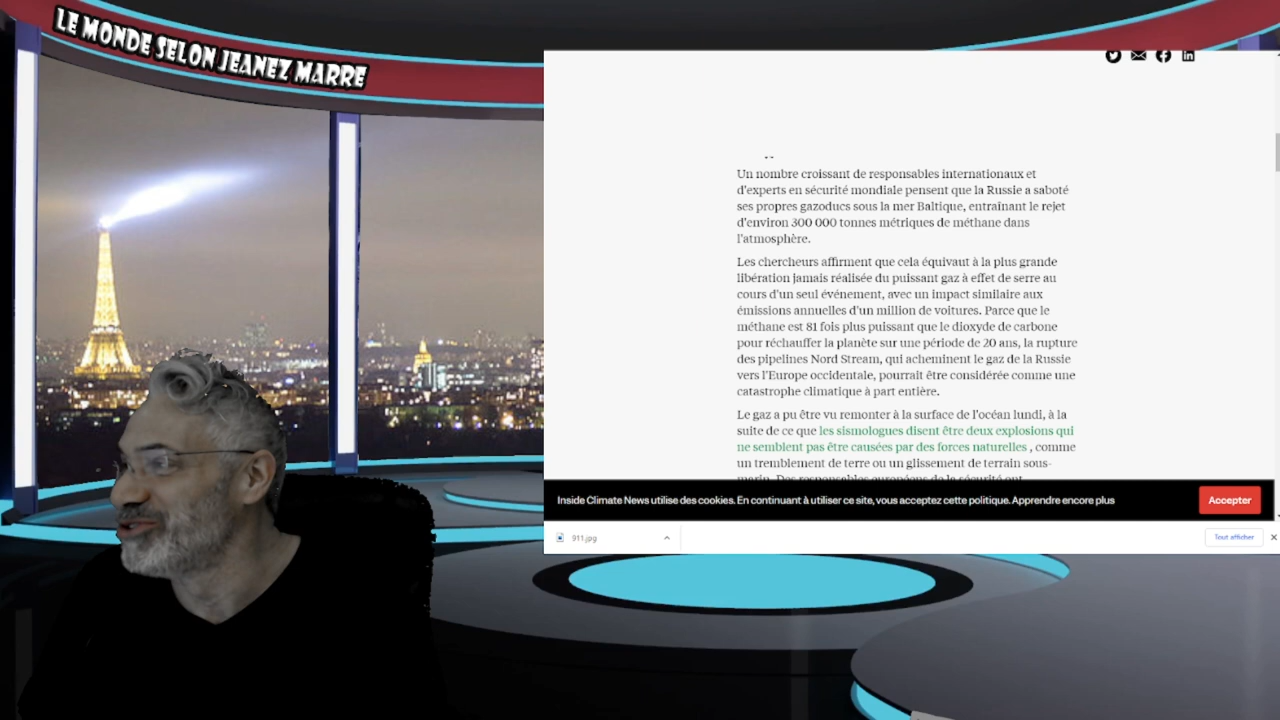 LE MONDE SELON JEANEZ MARRE
Un nombre croissant de responsables internationaux et
d'experts en sécurité mondiale pensent que la Russie a saboté
ses propres gazoducs sous la mer Baltique, entraînant le rejet
d'environ 300 000 tonnes métriques de méthane dans
l'atmosphère.
Les chercheurs affirment que cela équivaut à la plus grande
libération jamais réalisée du puissant gaz à effet de serre au
cours d'un seul événement, avec un impact similaire aux
émissions annuelles d'un million de voitures. Parce que le
méthane est 81 fois plus puissant que le dioxyde de carbone
pour réchauffer la planète sur une période de 20 ans, la rupture
des pipelines Nord Stream, qui acheminent le gaz de la Russie
vers l'Europe occidentale, pourrait être considérée comme une
catastrophe climatique à part entière.
Le gaz a pu être vu remonter à la surface de l'océan lundi, à la
suite de ce que les sismologues disent être deux explosions qui
ne semblent pas être causées par des forces naturelles , comme
un tremblement de terre ou un glissement de terrain sous-
marin. Des responsables européens de la sécurité ont
Inside Climate News utilise des cookies. En continuant à utiliser ce site, vous acceptez cette politique. Apprendre encore plus
Accepter
911.jpg
Tout afficher